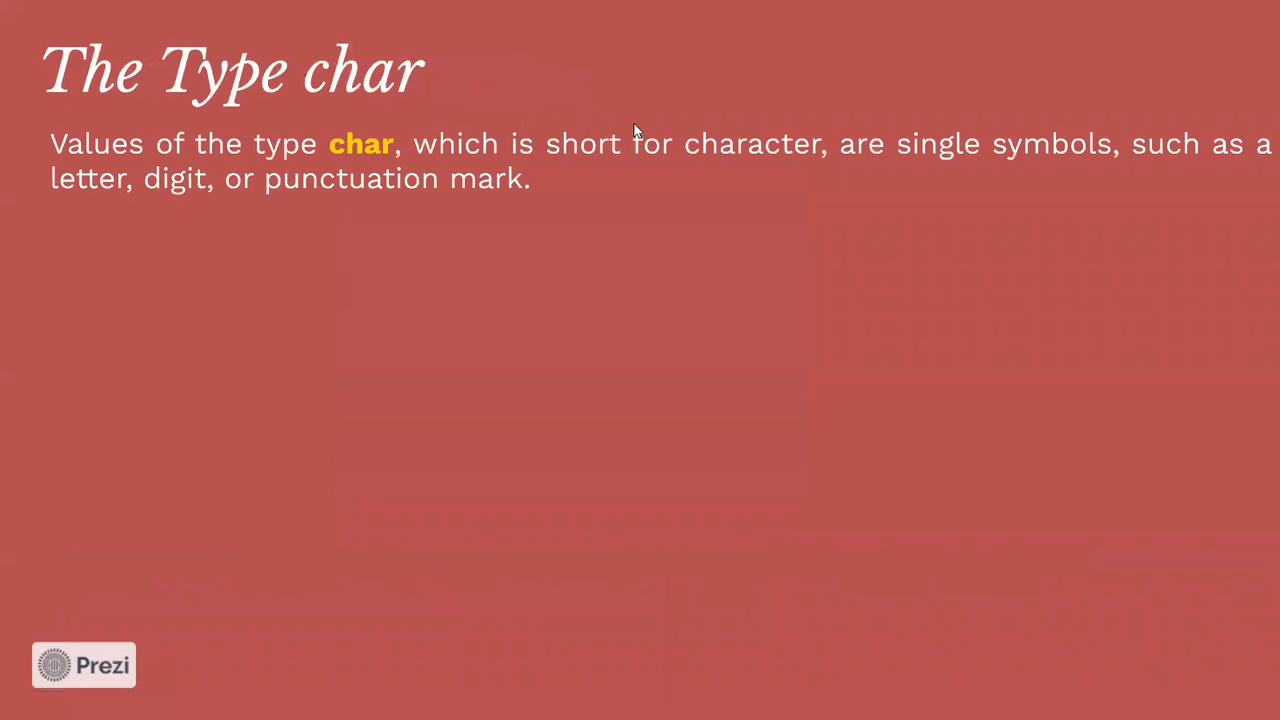 The Type char
Values of the type char, which is short for character, are single symbols, such as a
letter, digit, or punctuation mark.
Prezi